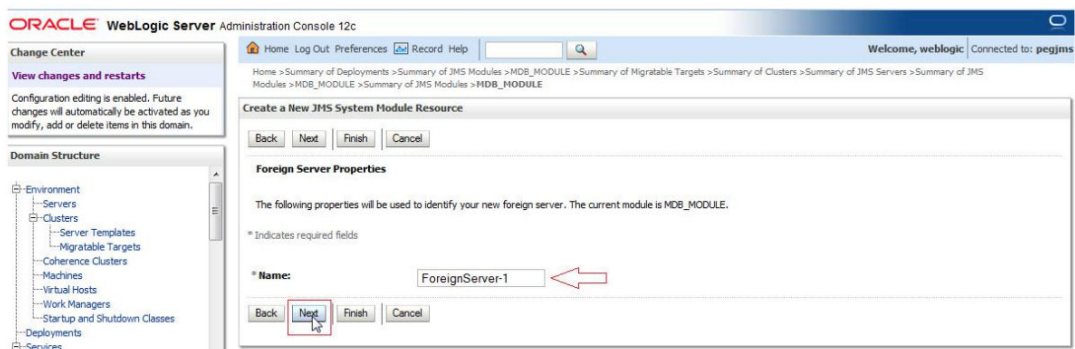 ORACLE WebLogic Server Administration Console 12c
Change Center
View changes and restarts
Configuration editing is enabled. Future
changes will automatically be activated as you
modify, add or delete items in this domain.
Domain Structure
Environment
Servers
Clusters
Server Templates
Migratable Targets
Coherence Clusters
Machines
Virtual Hosts
Work Managers
Startup and Shutdown Classes
Deployments
Services
Home Log Out Preferences Record Help
Welcome, weblogic Connected to: pegjms
Home >Summary of Deployments >Summary of JMS Modules >MDB_MODULE >Summary of Migratable Targets >Summary of Clusters >Summary of JMS Servers >Summary of JMS
Modules >MDB_MODULE >Summary of JMS Modules >MDB_MODULE
Create a New JMS System Module Resource
Back Next Finish Cancel
Foreign Server Properties
The following properties will be used to identify your new foreign server. The current module is MDB_MODULE.
* Indicates required fields
* Name: ForeignServer-1
Back Next Finish Cancel